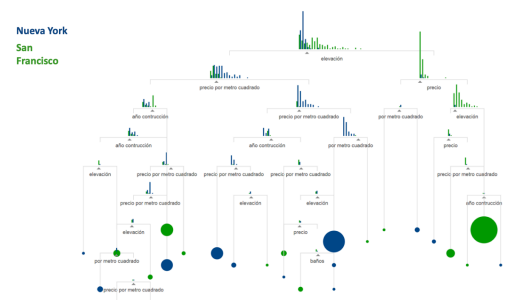 Nueva York
San
Francisco
elevación
precio por metro cuadrado
precio
año contrucción
precio por metro cuadrado
por metro cuadrado
elevación
año contrucción
año contrucción
por metro cuadrado
precio
elevación
precio por metro cuadrado
precio por metro cuadrado
precio por metro cuadrado
precio por metro cuadrado
precio por metro cuadrado
elevación
elevación
año contrucción
elevación
precio
por metro cuadrado
baños
precio por metro cuadrado